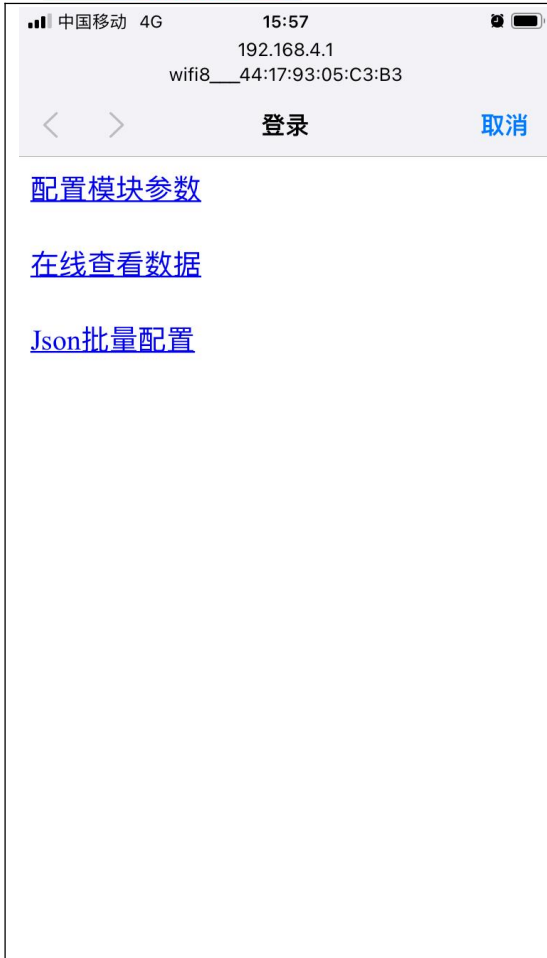 中国移动 4G 15:57
192.168.4.1
wifi8___44:17:93:05:C3:B3
登录 取消
配置模块参数
在线查看数据
Json批量配置